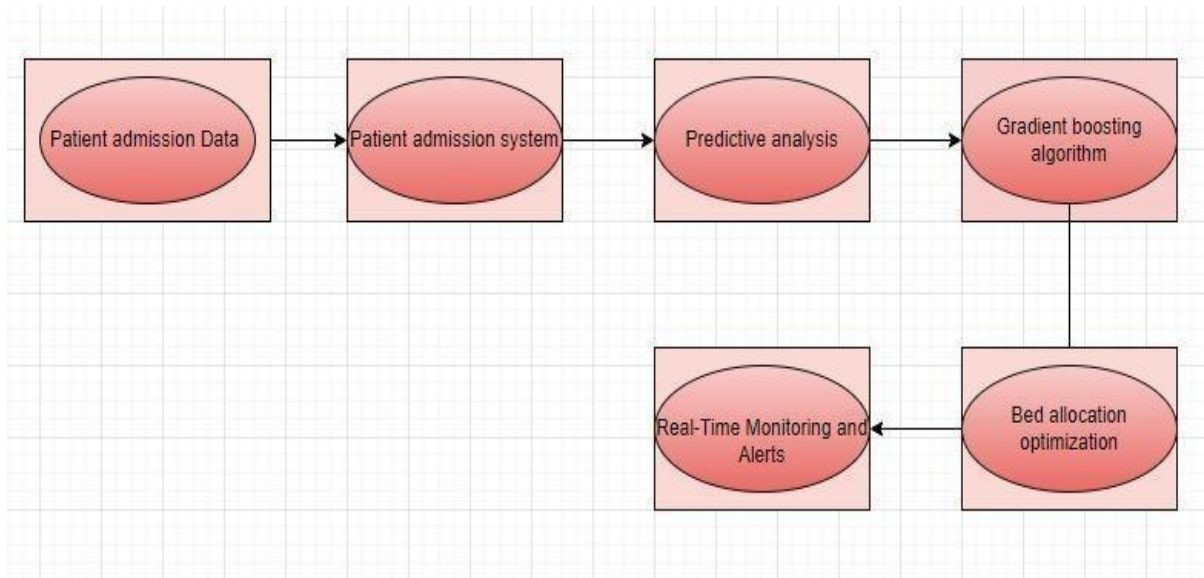 Patient admission Data
Patient admission system
Predictive analysis
Gradient boosting
algorithm
Real-Time Monitoring and
Alerts
Bed allocation
optimization